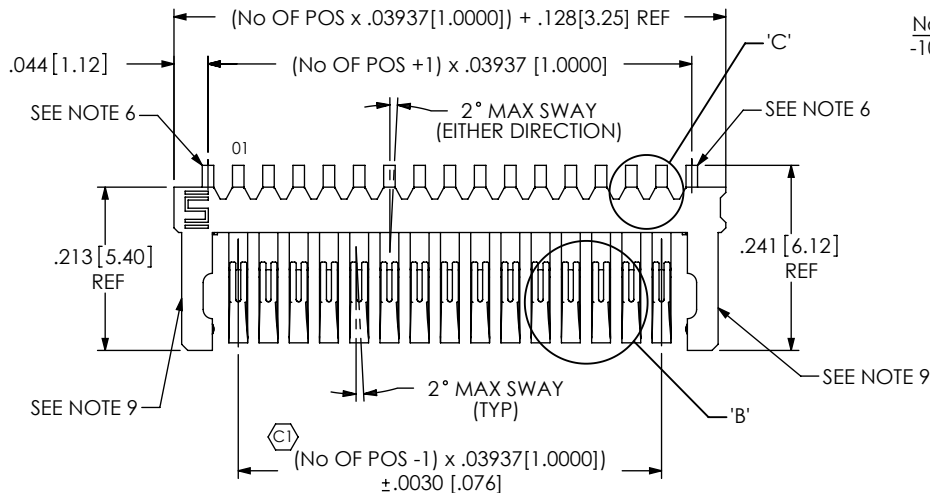 (No OF POS x .03937[1.0000]) + .128[3.25] REF
No
-10
'C'
.044 [1.12]
(No OF POS +1) x .03937 [1.0000]
SEE NOTE 6
2° MAX SWAY
(EITHER DIRECTION)
SEE NOTE 6
01
.213 [5.40]
REF
.241 [6.12]
REF
SEE NOTE 9
2° MAX SWAY
(TYP)
SEE NOTE 9
'B'
C1
(No OF POS -1) x .03937[1.0000])
±.0030 [.076]